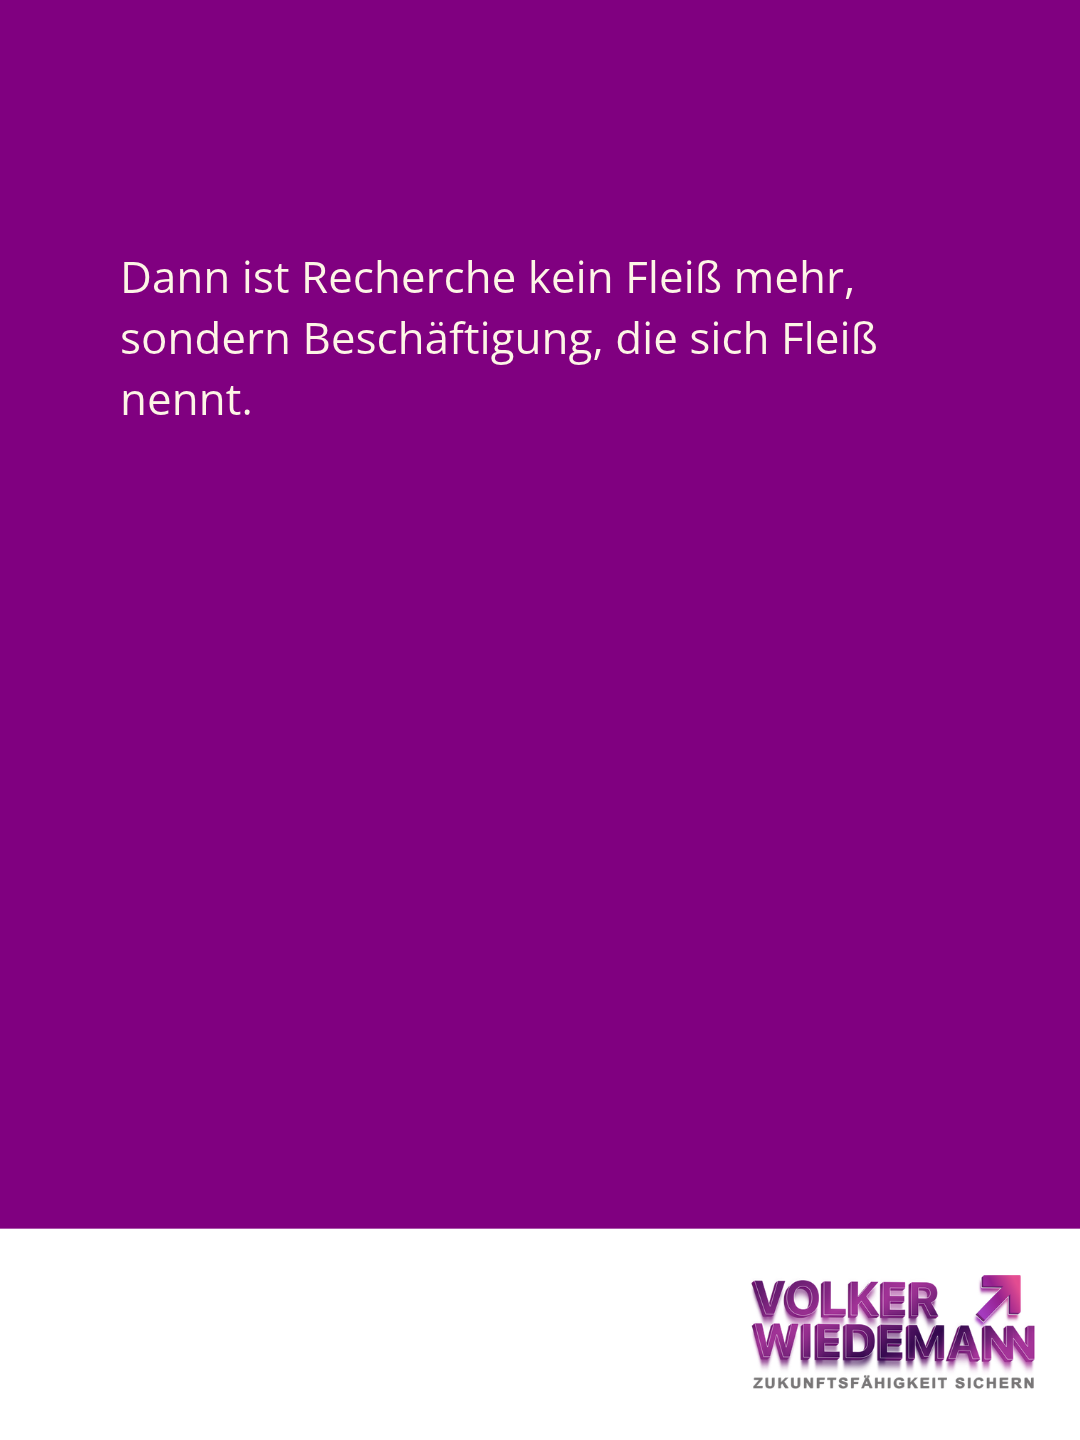 Dann ist Recherche kein Fleiß mehr,
sondern Beschäftigung, die sich Fleiß
nennt.
VOLKER
WIEDEMANN
ZUKUNFTSFÄHIGKEIT SICHERN